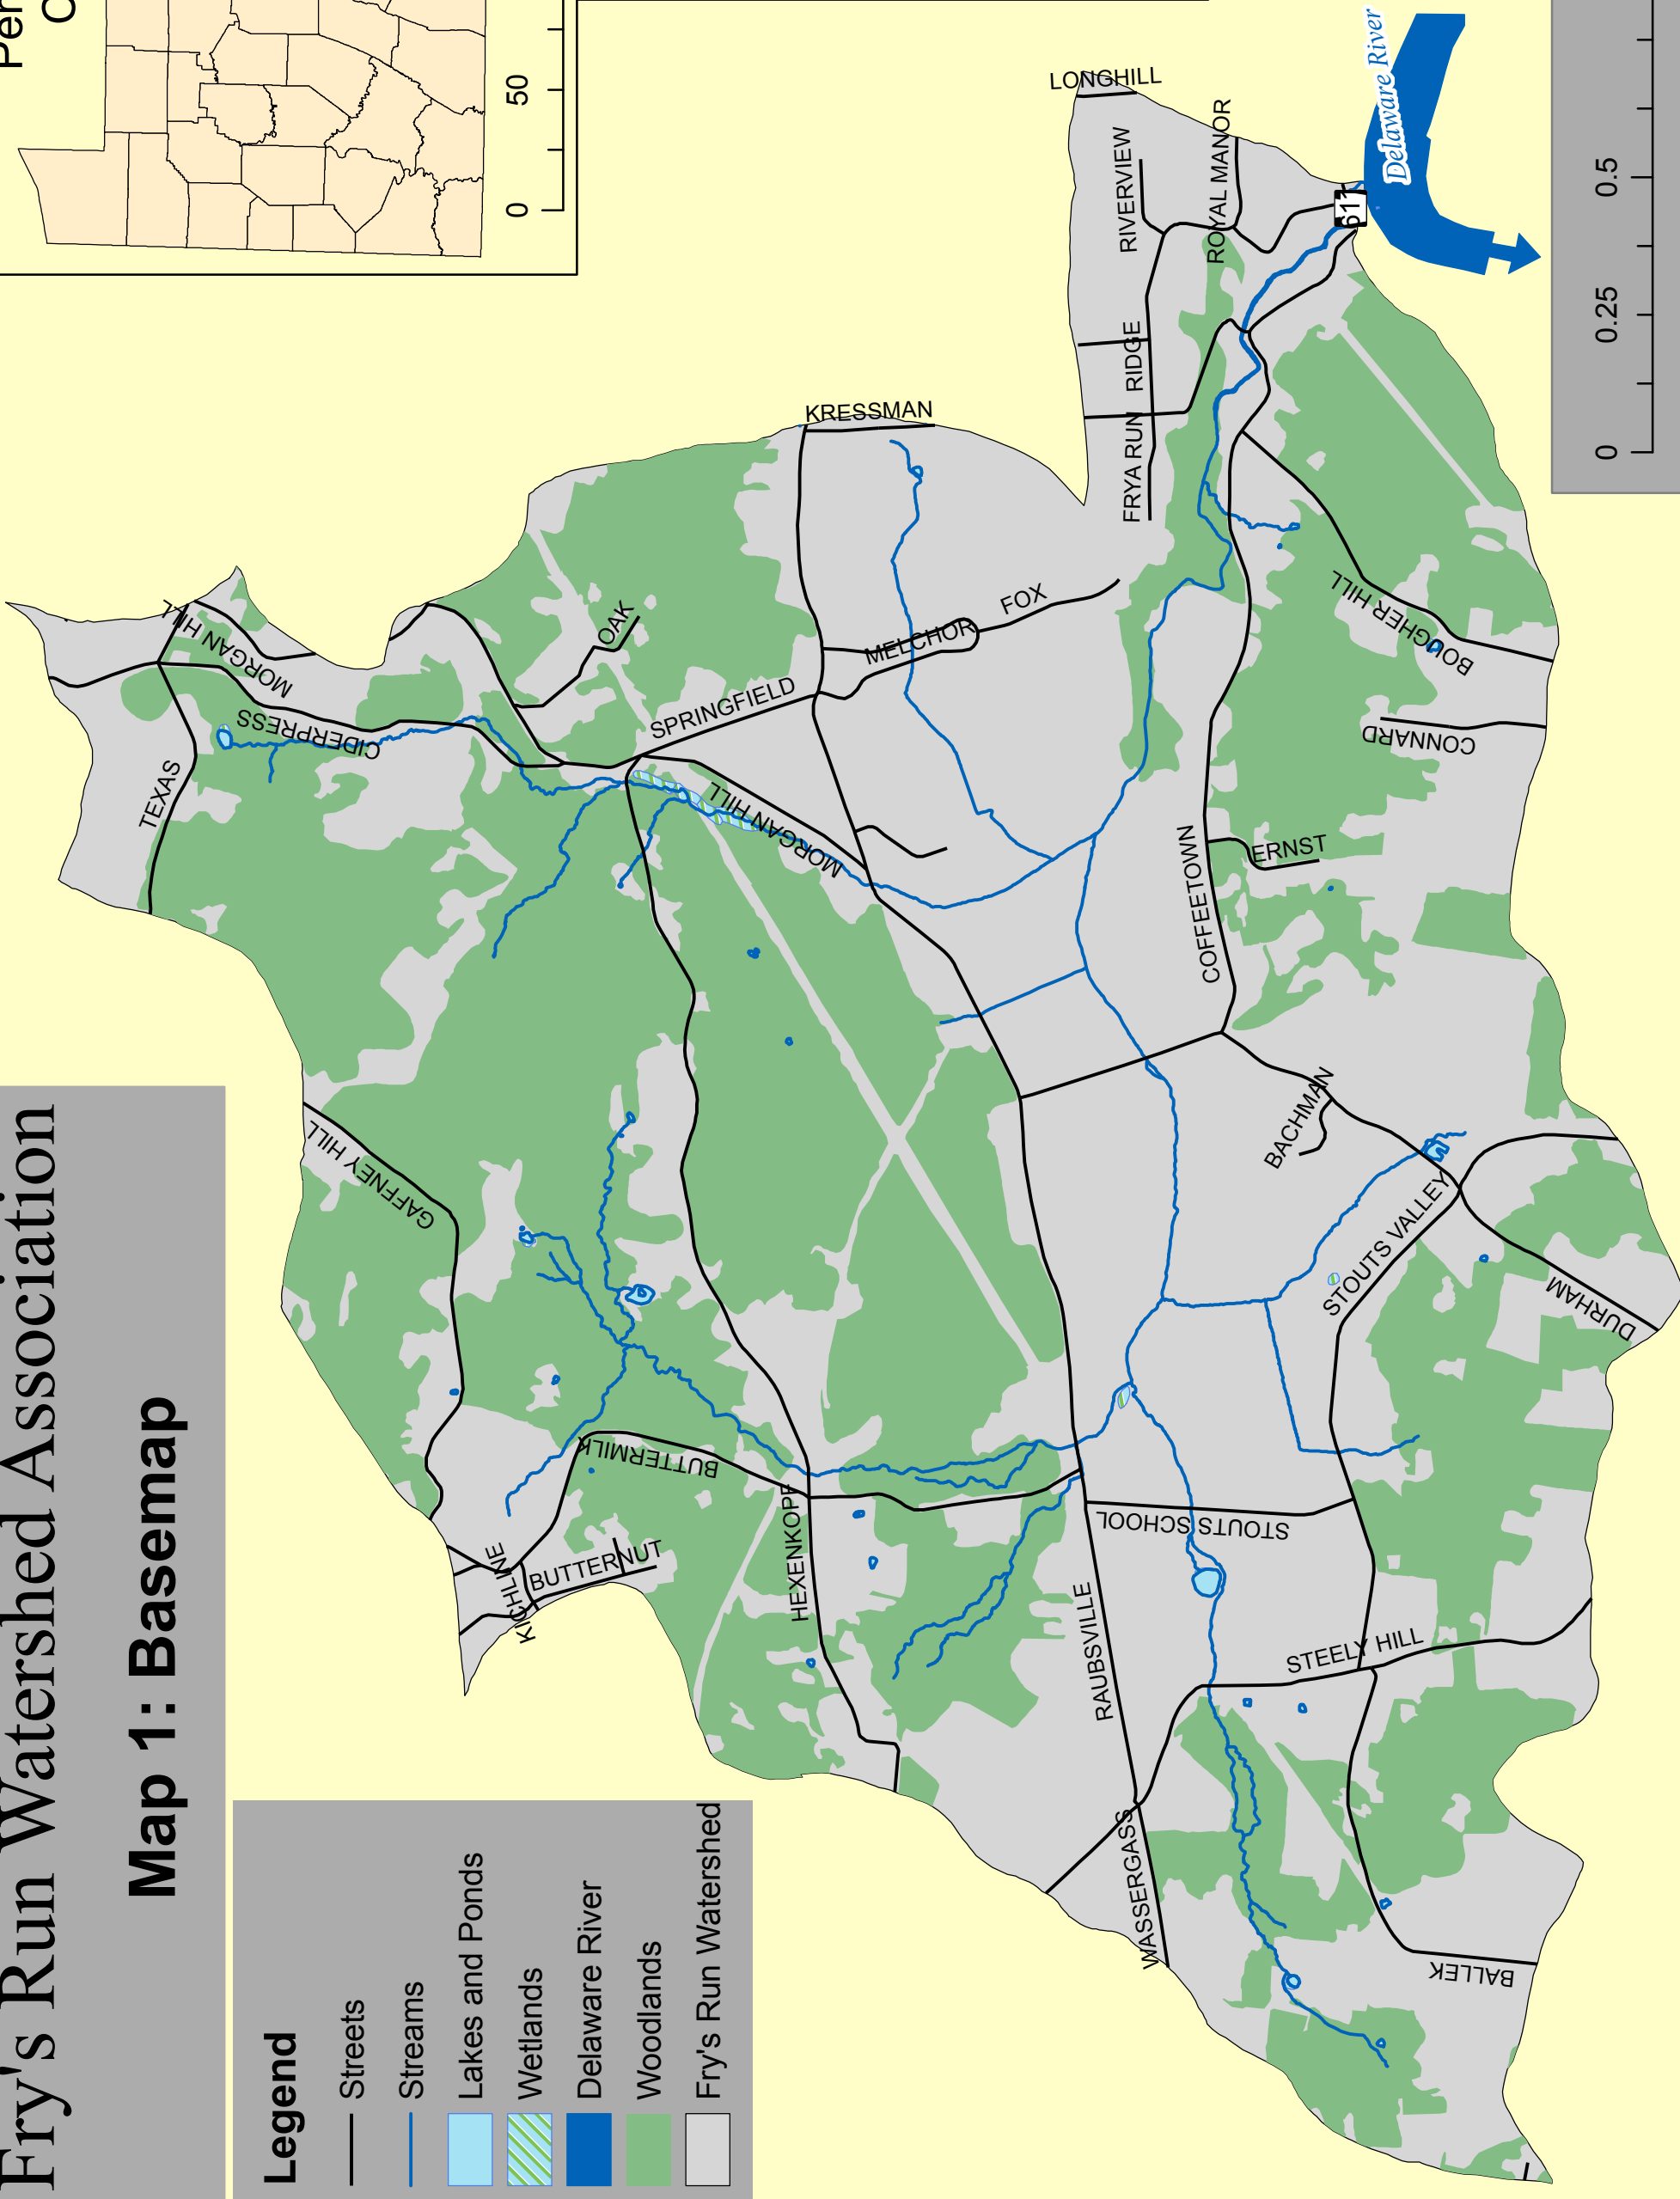 Fry's Run Watershed Association
Map 1: Basemap
Legend
Streets
Streams
Lakes and Ponds
Wetlands
Delaware River
Woodlands
Fry's Run Watershed
0
50
TEXAS
CIDERPRESS
MORGAN HILL
OAK
SPRINGFIELD
MORGAN HILL
MELCHOR
FOX
KRESSMAN
GAFFNEY HILL
BUTTERMILK
KICHLINE
BUTTERNUT
HEXENKOPF
RAUBSVILLE
WASSERGASS
STOUTS SCHOOL
STEELY HILL
BALLEK
STOUTS VALLEY
DURHAM
BACHMAN
COFFEETOWN
ERNST
CONNARD
BOUGHER HILL
FRYA RUN
RIDGE
RIVERVIEW
ROYAL MANOR
LONGHILL
611
Delaware River
0
0.25
0.5